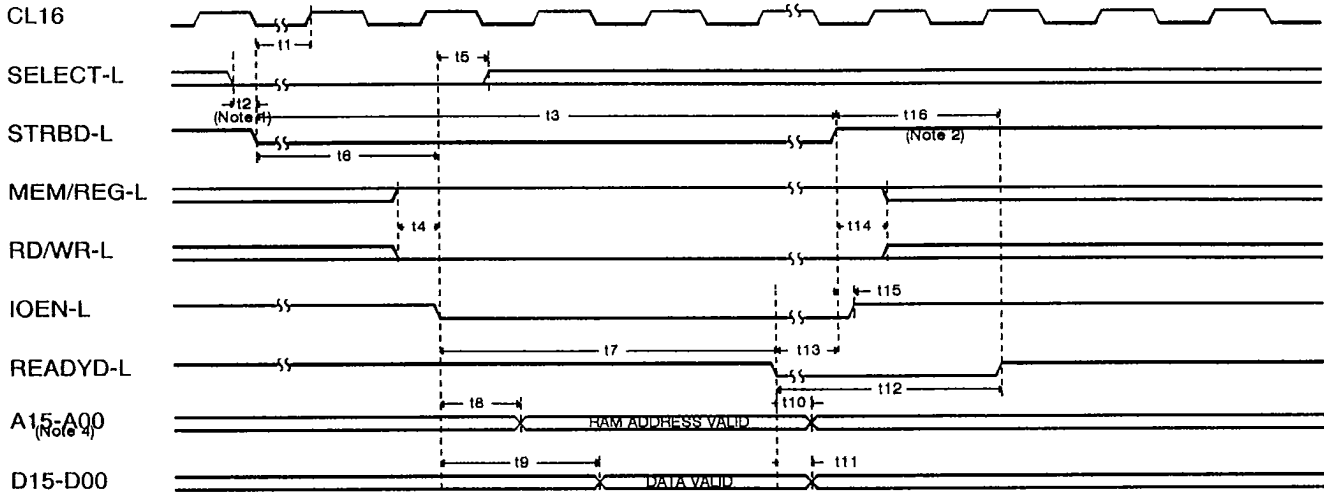 CL16
t1
SELECT-L
t5
t2
(Note 1)
t3
t16
STRBD-L
(Note 2)
t6
MEM/REG-L
t4
t14
RD/WR-L
t15
IOEN-L
t7
t13
READYD-L
t12
t8
t10
A15-A00
RAM ADDRESS VALID
(Note 4)
t9
t11
D15-D00
DATA VALID